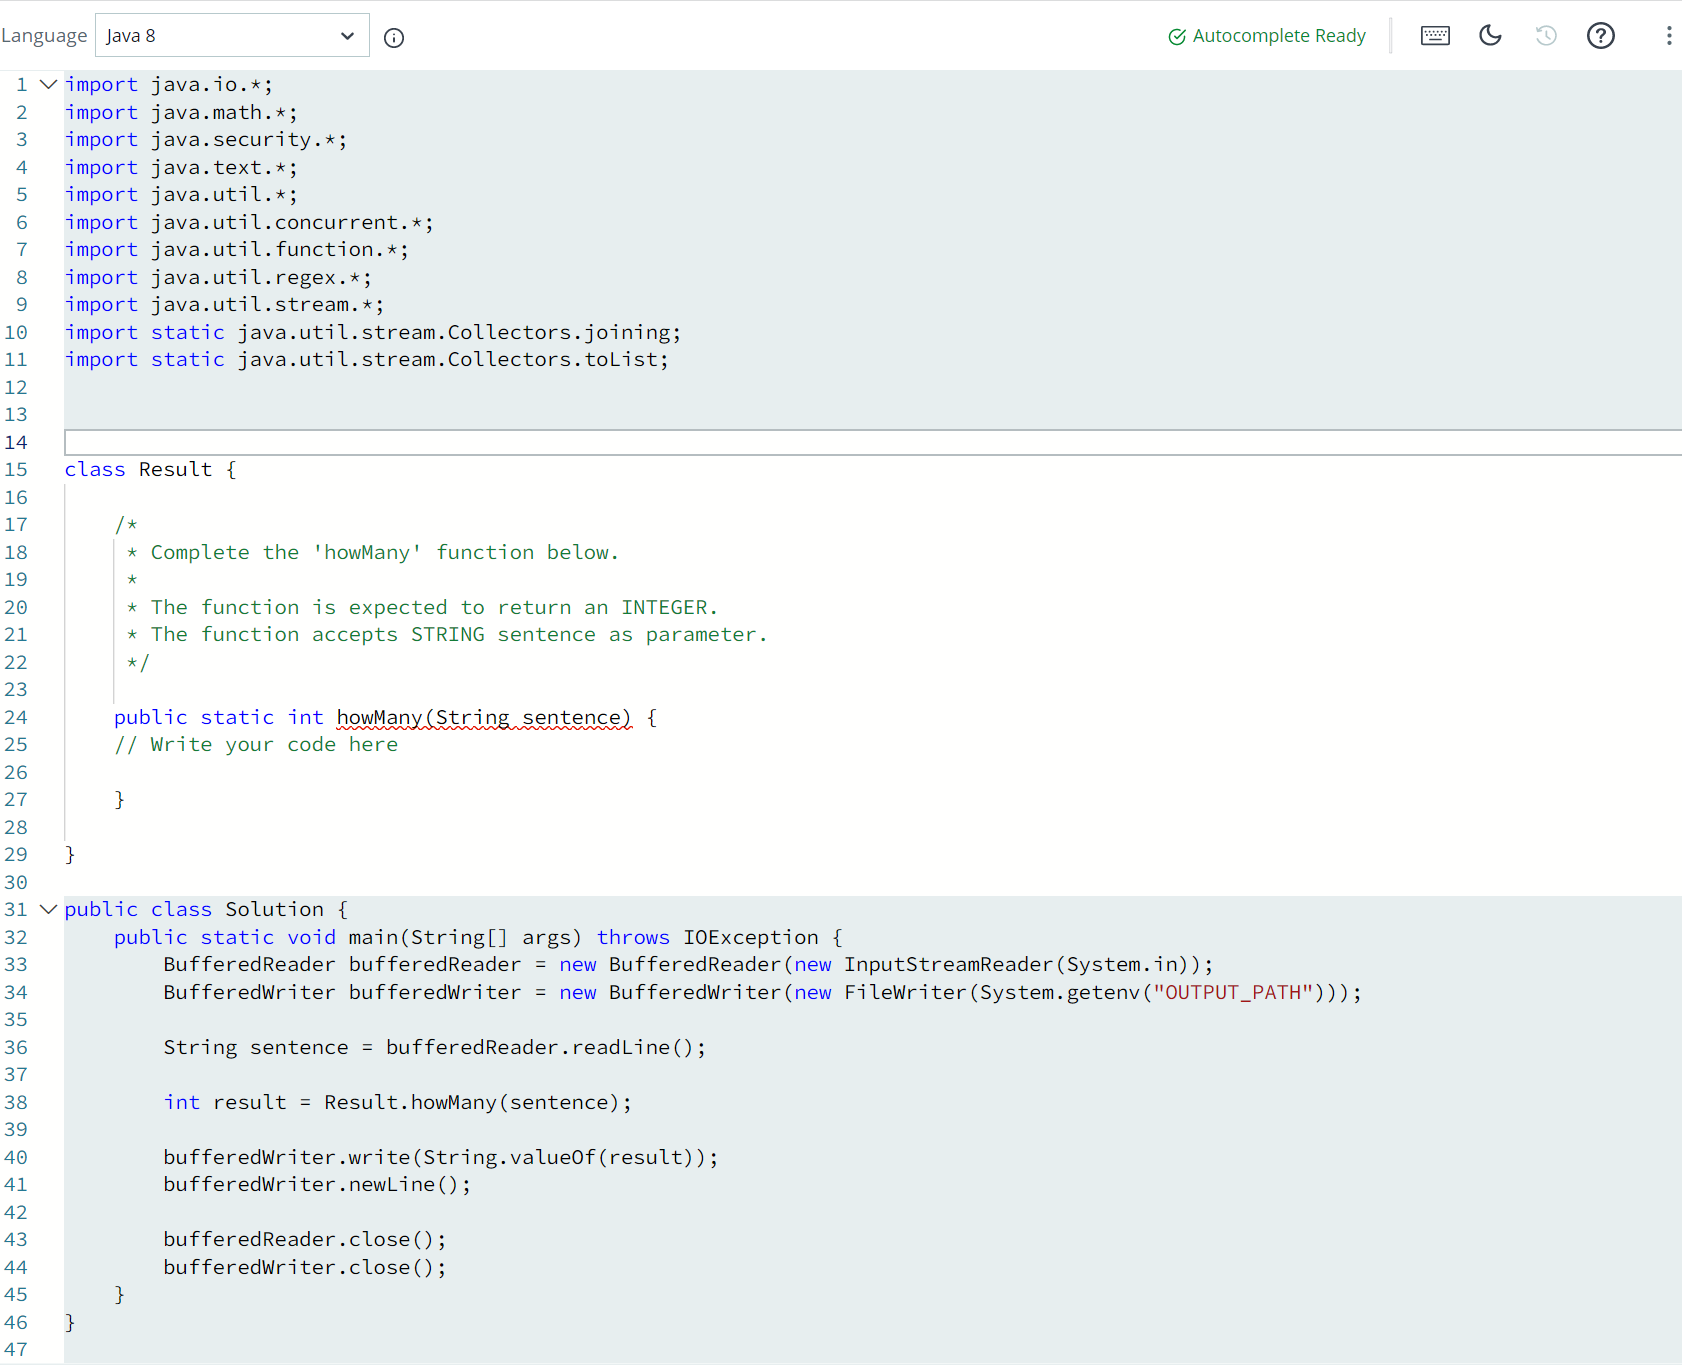 Language Java 8 Autocomplete Ready
1 import java.io.*;
2 import java.math.*;
3 import java.security.*;
4 import java.text.*;
5 import java.util.*;
6 import java.util.concurrent.*;
7 import java.util.function.*;
8 import java.util.regex.*;
9 import java.util.stream.*;
10 import static java.util.stream.Collectors.joining;
11 import static java.util.stream.Collectors.toList;
12
13
14
15 class Result {
16
17     /*
18      * Complete the 'howMany' function below.
19      *
20      * The function is expected to return an INTEGER.
21      * The function accepts STRING sentence as parameter.
22      */
23
24     public static int howMany(String sentence) {
25     // Write your code here
26
27     }
28
29 }
30
31 public class Solution {
32     public static void main(String[] args) throws IOException {
33         BufferedReader bufferedReader = new BufferedReader(new InputStreamReader(System.in));
34         BufferedWriter bufferedWriter = new BufferedWriter(new FileWriter(System.getenv("OUTPUT_PATH")));
35
36         String sentence = bufferedReader.readLine();
37
38         int result = Result.howMany(sentence);
39
40         bufferedWriter.write(String.valueOf(result));
41         bufferedWriter.newLine();
42
43         bufferedReader.close();
44         bufferedWriter.close();
45     }
46 }
47